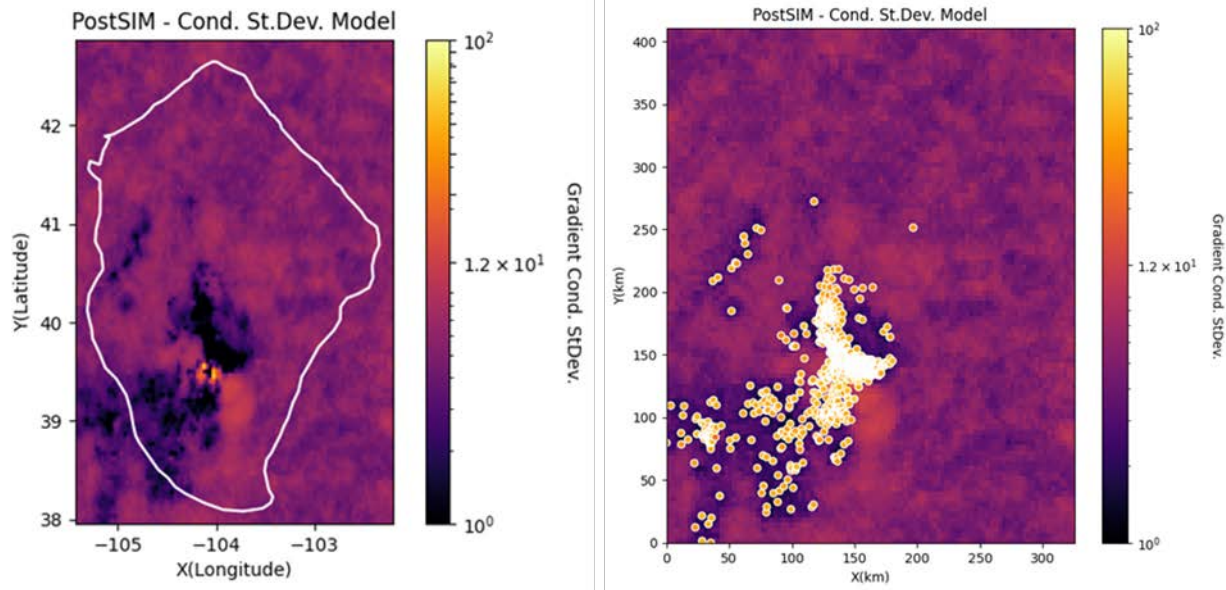 PostSIM - Cond. St.Dev. Model
42
41
40
39
38
Y(Latitude)
−105
−104
−103
X(Longitude)
10²
1.2 × 10¹
10⁰
Gradient Cond. StDev.
PostSIM - Cond. St.Dev. Model
400
350
300
250
200
150
100
50
0
Y(km)
0
50
100
150
200
250
300
X(km)
10²
1.2 × 10¹
10⁰
Gradient Cond. StDev.